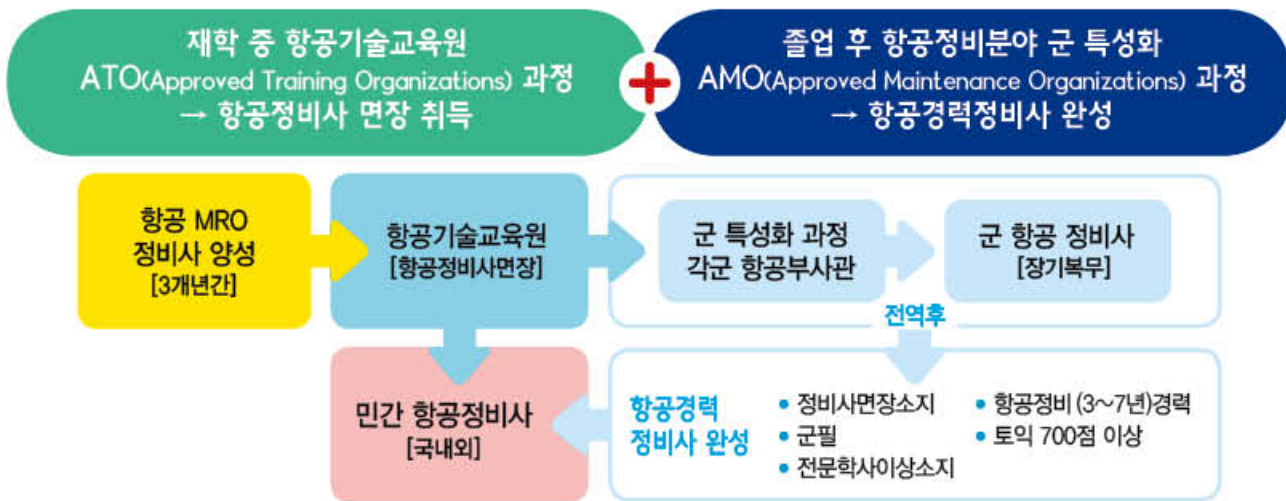 재학 중 항공기술교육원
ATO(Approved Training Organizations) 과정
→ 항공정비사 면장 취득
졸업 후 항공정비분야 군 특성화
AMO(Approved Maintenance Organizations) 과정
→ 항공경력정비사 완성
항공 MRO
정비사 양성
[3개년간]
항공기술교육원
[항공정비사면장]
군 특성화 과정
각군 항공부사관
군 항공 정비사
[장기복무]
전역후
민간 항공정비사
[국내외]
항공경력
정비사 완성
• 정비사면장소지
• 군필
• 전문학사이상소지
• 항공정비 (3~7년)경력
• 토익 700점 이상